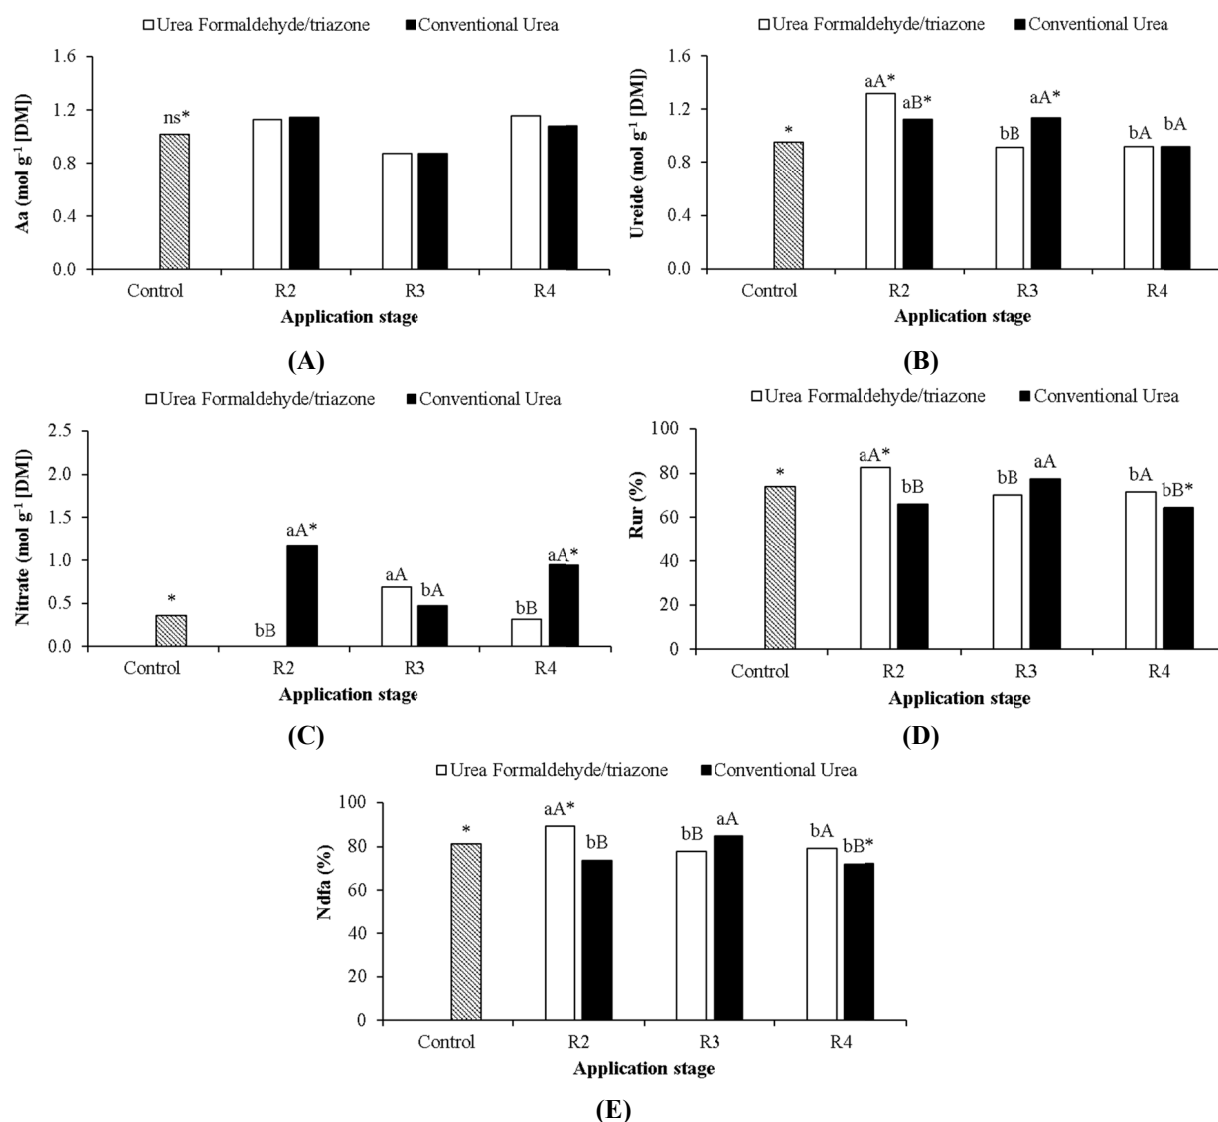 Urea Formaldehyde/triazone Conventional Urea
1.6
1.2
0.8
0.4
0.0
Aa (mol g-1 [DM])
ns*
Control R2 R3 R4
Application stage
(A)
Urea Formaldehyde/triazone Conventional Urea
1.6
1.2
0.8
0.4
0.0
Ureide (mol g-1 [DM])
* aA* aB* bB aA* bA bA
Control R2 R3 R4
Application stage
(B)
Urea Formaldehyde/triazone Conventional Urea
2.5
2.0
1.5
1.0
0.5
0.0
Nitrate (mol g-1 [DM])
* bB aA* aA bA bB aA*
Control R2 R3 R4
Application stage
(C)
Urea Formaldehyde/triazone Conventional Urea
100
80
60
40
20
0
Rur (%)
* aA* bB bB aA bA bB*
Control R2 R3 R4
Application stage
(D)
Urea Formaldehyde/triazone Conventional Urea
100
80
60
40
20
0
Ndfa (%)
* aA* bB bB aA bA bB*
Control R2 R3 R4
Application stage
(E)